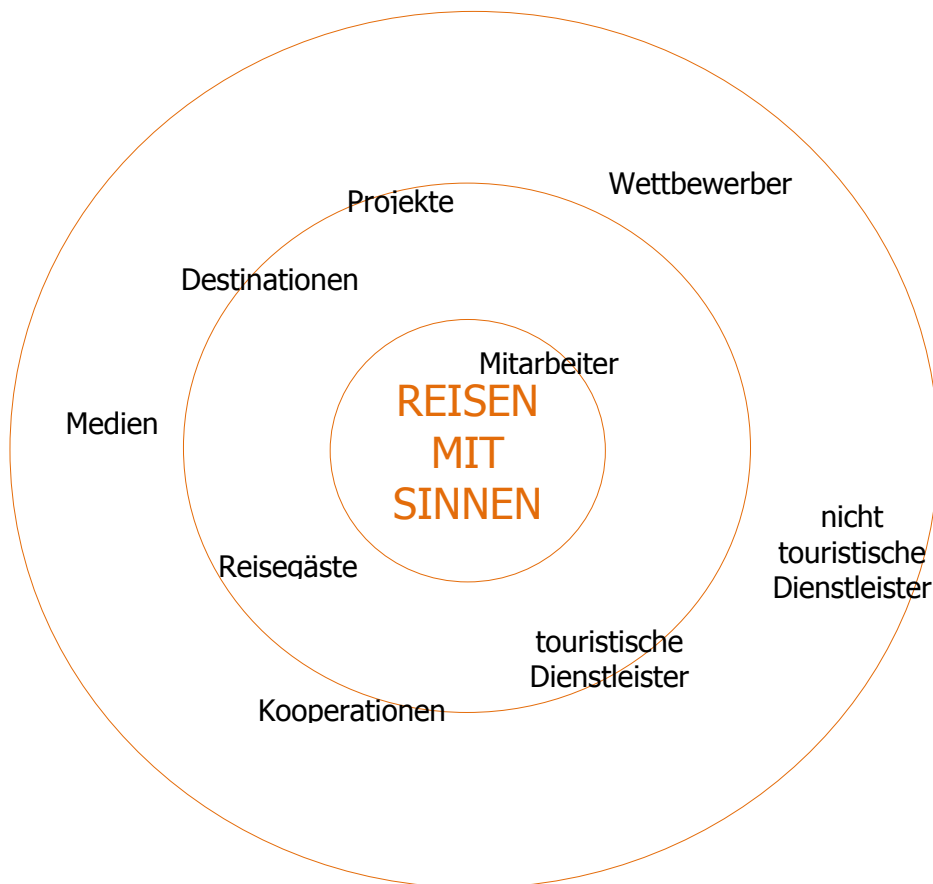 Wettbewerber
Projekte
Destinationen
Mitarbeiter
REISEN
MIT
SINNEN
Medien
nicht
touristische
Dienstleister
Reisegäste
touristische
Dienstleister
Kooperationen